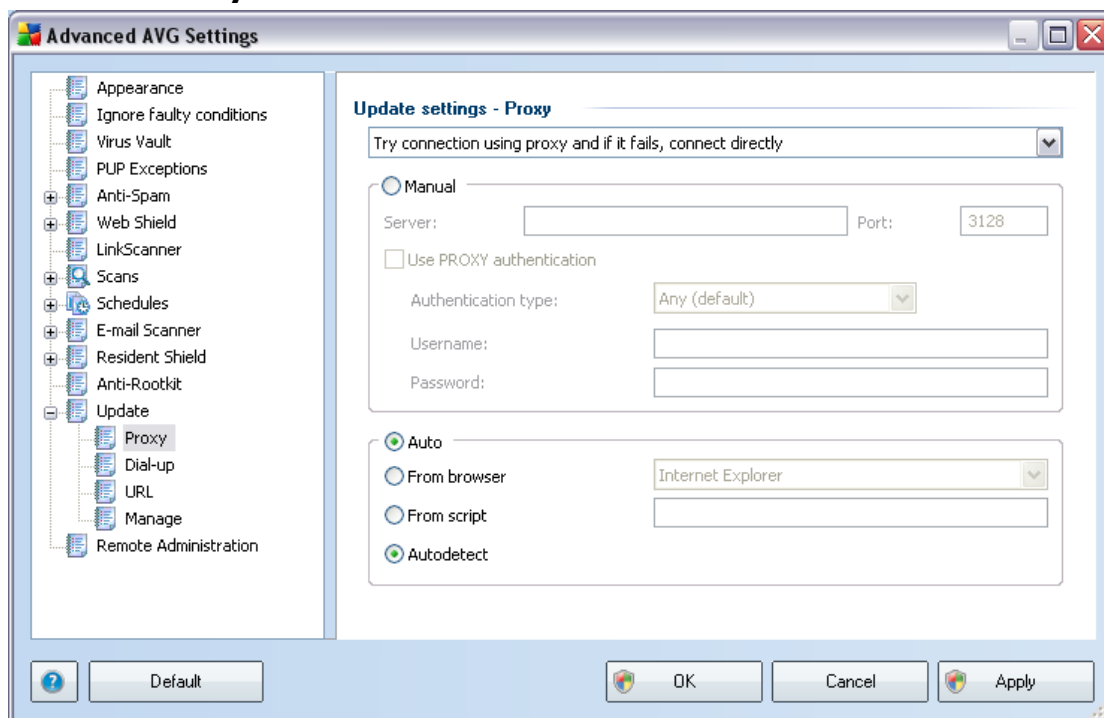 Advanced AVG Settings
Appearance
Ignore faulty conditions
Virus Vault
PUP Exceptions
Anti-Spam
Web Shield
LinkScanner
Scans
Schedules
E-mail Scanner
Resident Shield
Anti-Rootkit
Update
Proxy
Dial-up
URL
Manage
Remote Administration
Update settings - Proxy
Try connection using proxy and if it fails, connect directly
Manual
Server: Port: 3128
Use PROXY authentication
Authentication type: Any (default)
Username:
Password:
Auto
From browser Internet Explorer
From script
Autodetect
Default OK Cancel Apply